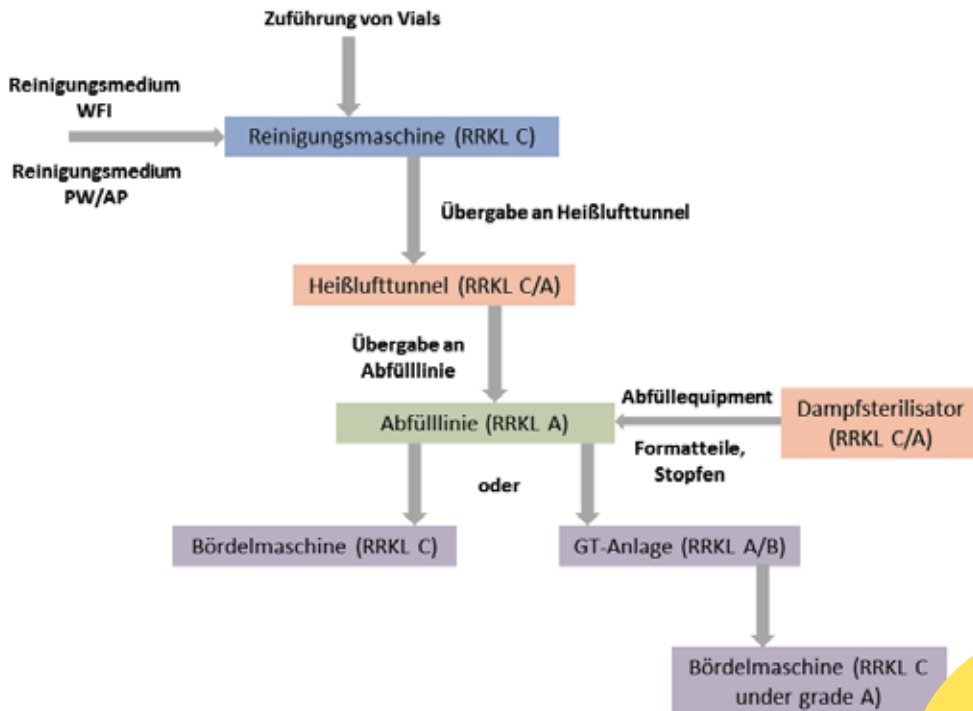 Zuführung von Vials
Reinigungsmedium
WFI
Reinigungsmaschine (RRKL C)
Reinigungsmedium
PW/AP
Übergabe an Heißlufttunnel
Heißlufttunnel (RRKL C/A)
Übergabe an
Abfülllinie
Abfüllequipment
Dampfsterilisator
(RRKL C/A)
Abfülllinie (RRKL A)
Formatteile,
Stopfen
oder
Bördelmaschine (RRKL C)
GT-Anlage (RRKL A/B)
Bördelmaschine (RRKL C
under grade A)